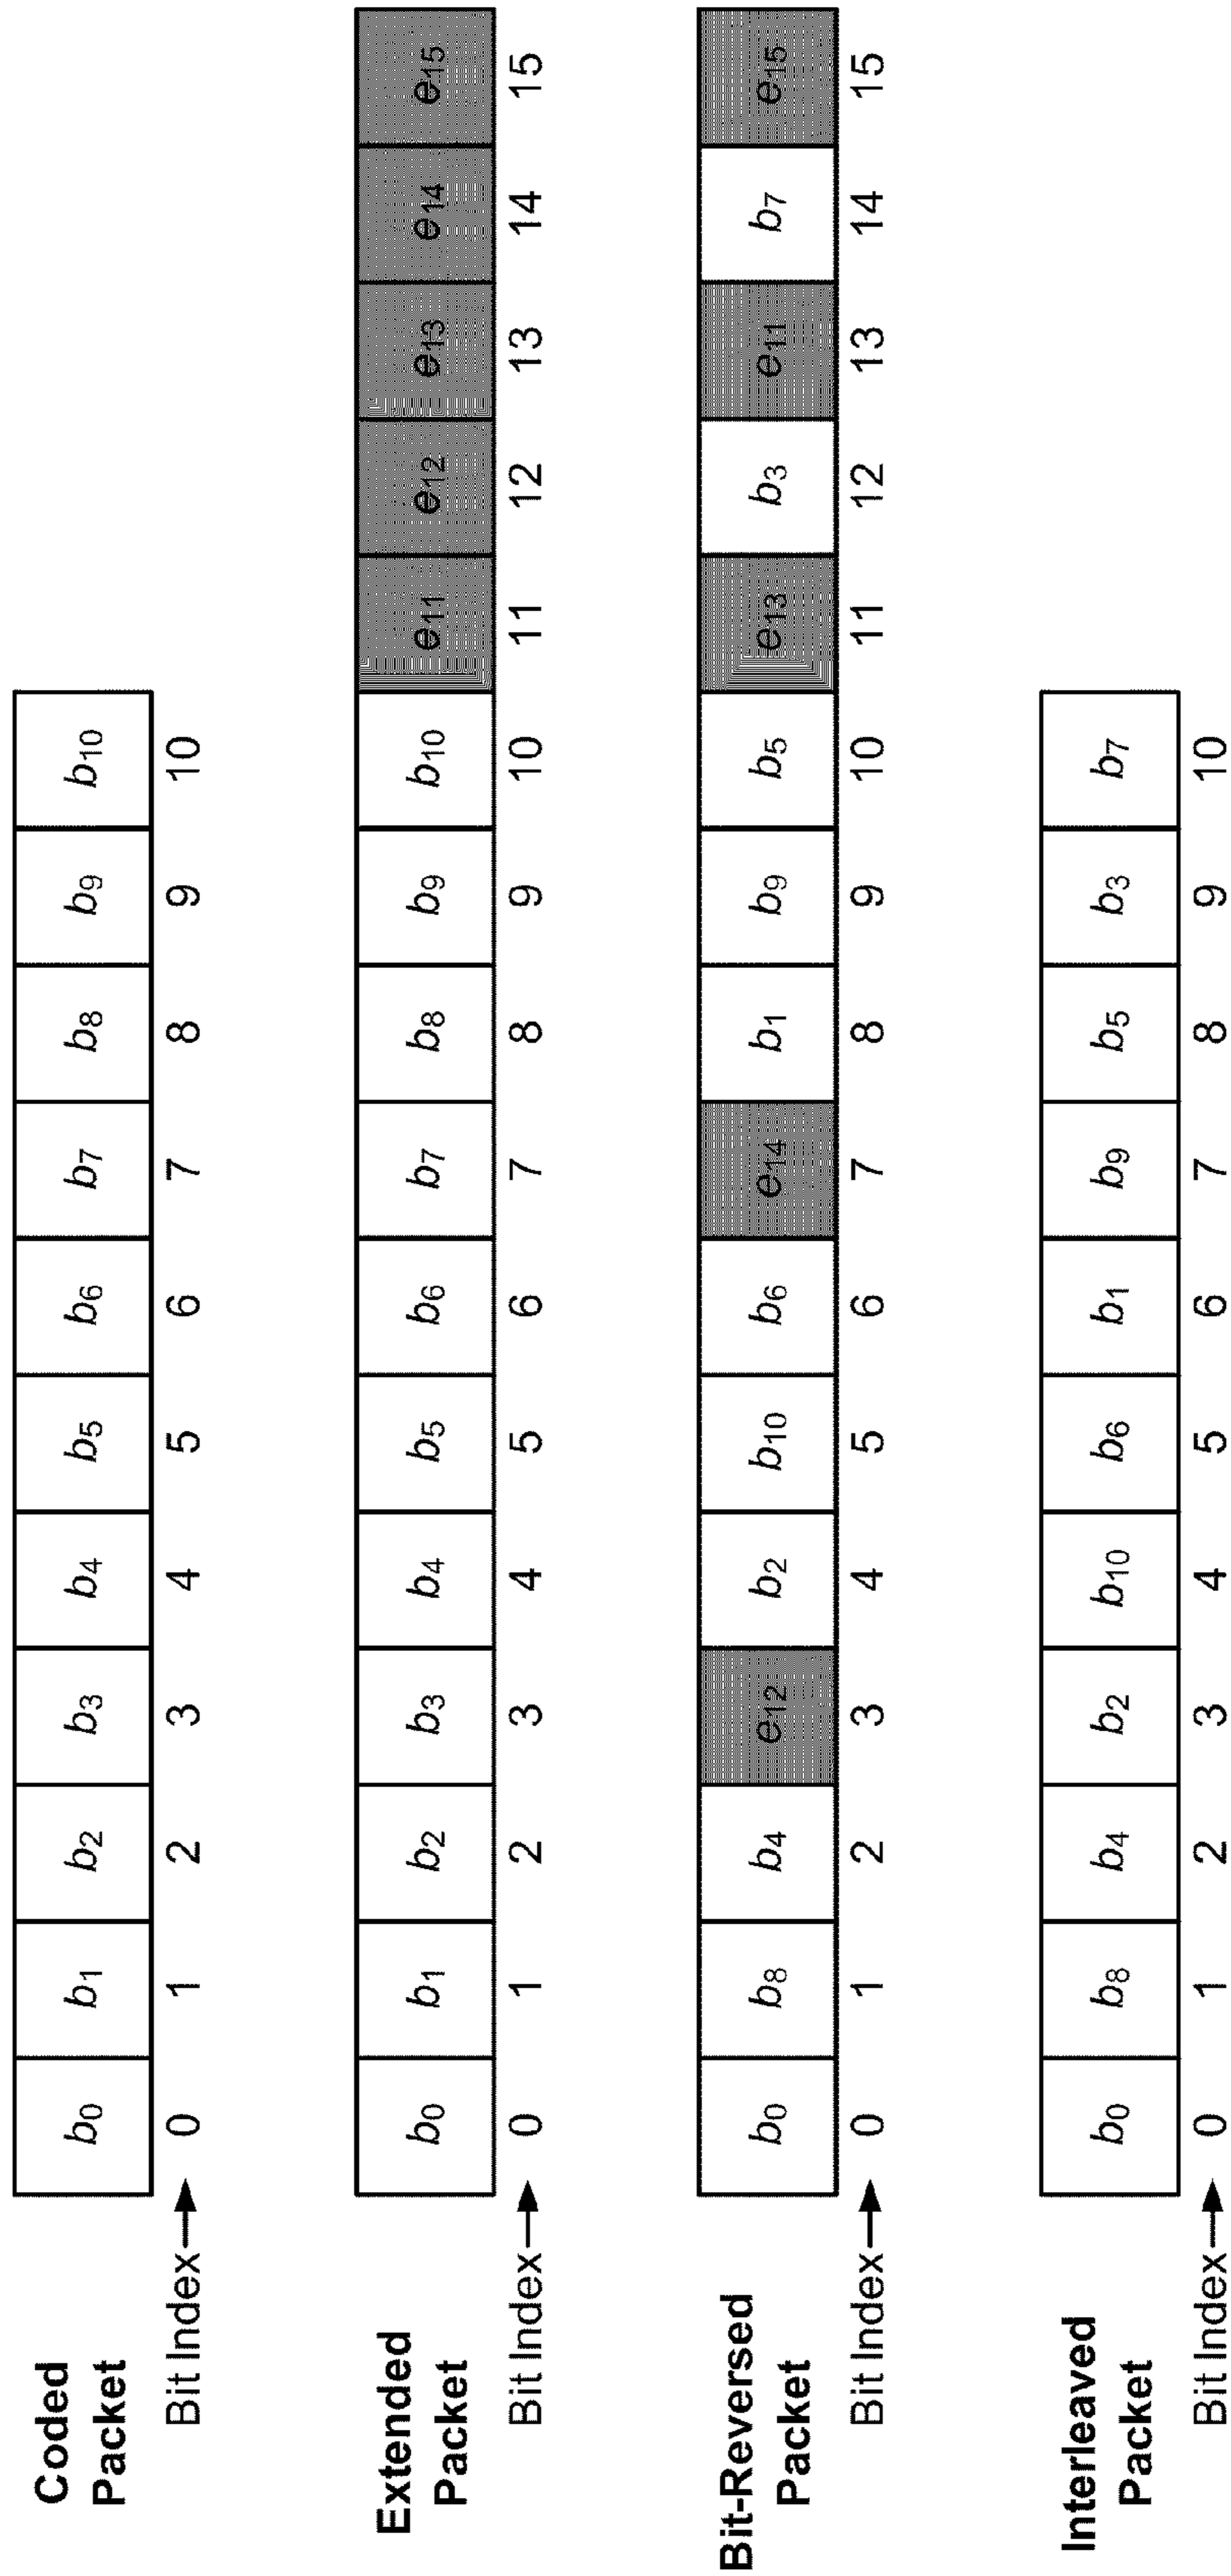 Coded
Packet
b0 b1 b2 b3 b4 b5 b6 b7 b8 b9 b10
Bit Index 0 1 2 3 4 5 6 7 8 9 10
Extended
Packet
b0 b1 b2 b3 b4 b5 b6 b7 b8 b9 b10 e11 e12 e13 e14 e15
Bit Index 0 1 2 3 4 5 6 7 8 9 10 11 12 13 14 15
Bit-Reversed
Packet
b0 b8 b4 e12 b2 b10 b6 e14 b1 b9 b5 e13 b3 e11 b7 e15
Bit Index 0 1 2 3 4 5 6 7 8 9 10 11 12 13 14 15
Interleaved
Packet
b0 b8 b4 b2 b10 b6 b1 b9 b5 b3 b7
Bit Index 0 1 2 3 4 5 6 7 8 9 10